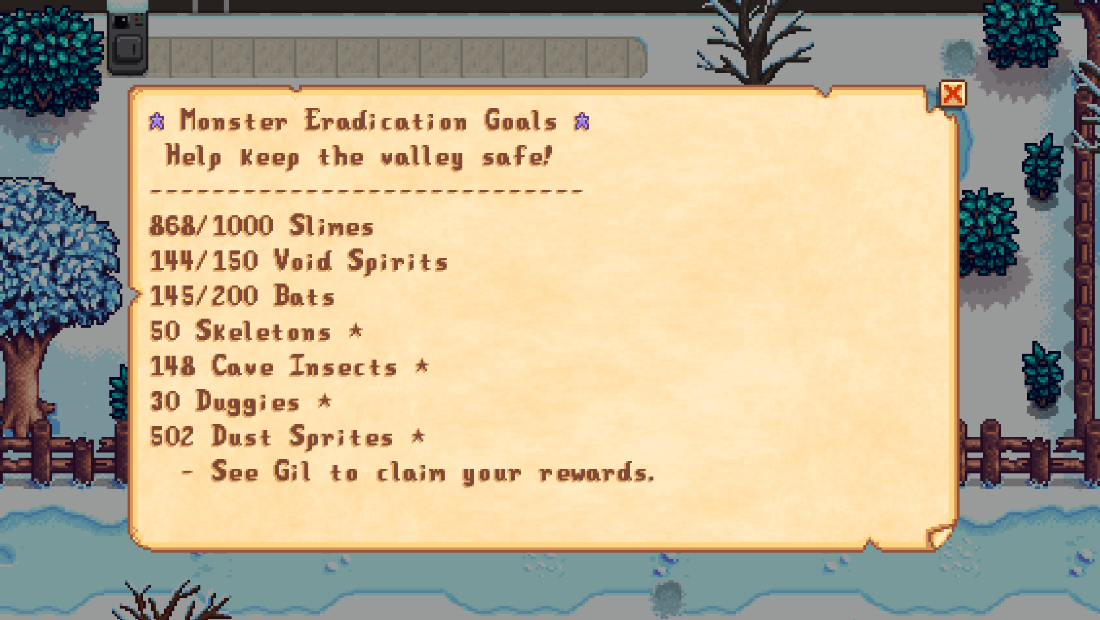 Monster Eradication Goals
Help keep the valley safe!
----------------------------
868/1000 Slimes
144/150 Void Spirits
145/200 Bats
50 Skeletons *
148 Cave Insects *
30 Duggies *
502 Dust Sprites *
- See Gil to claim your rewards.